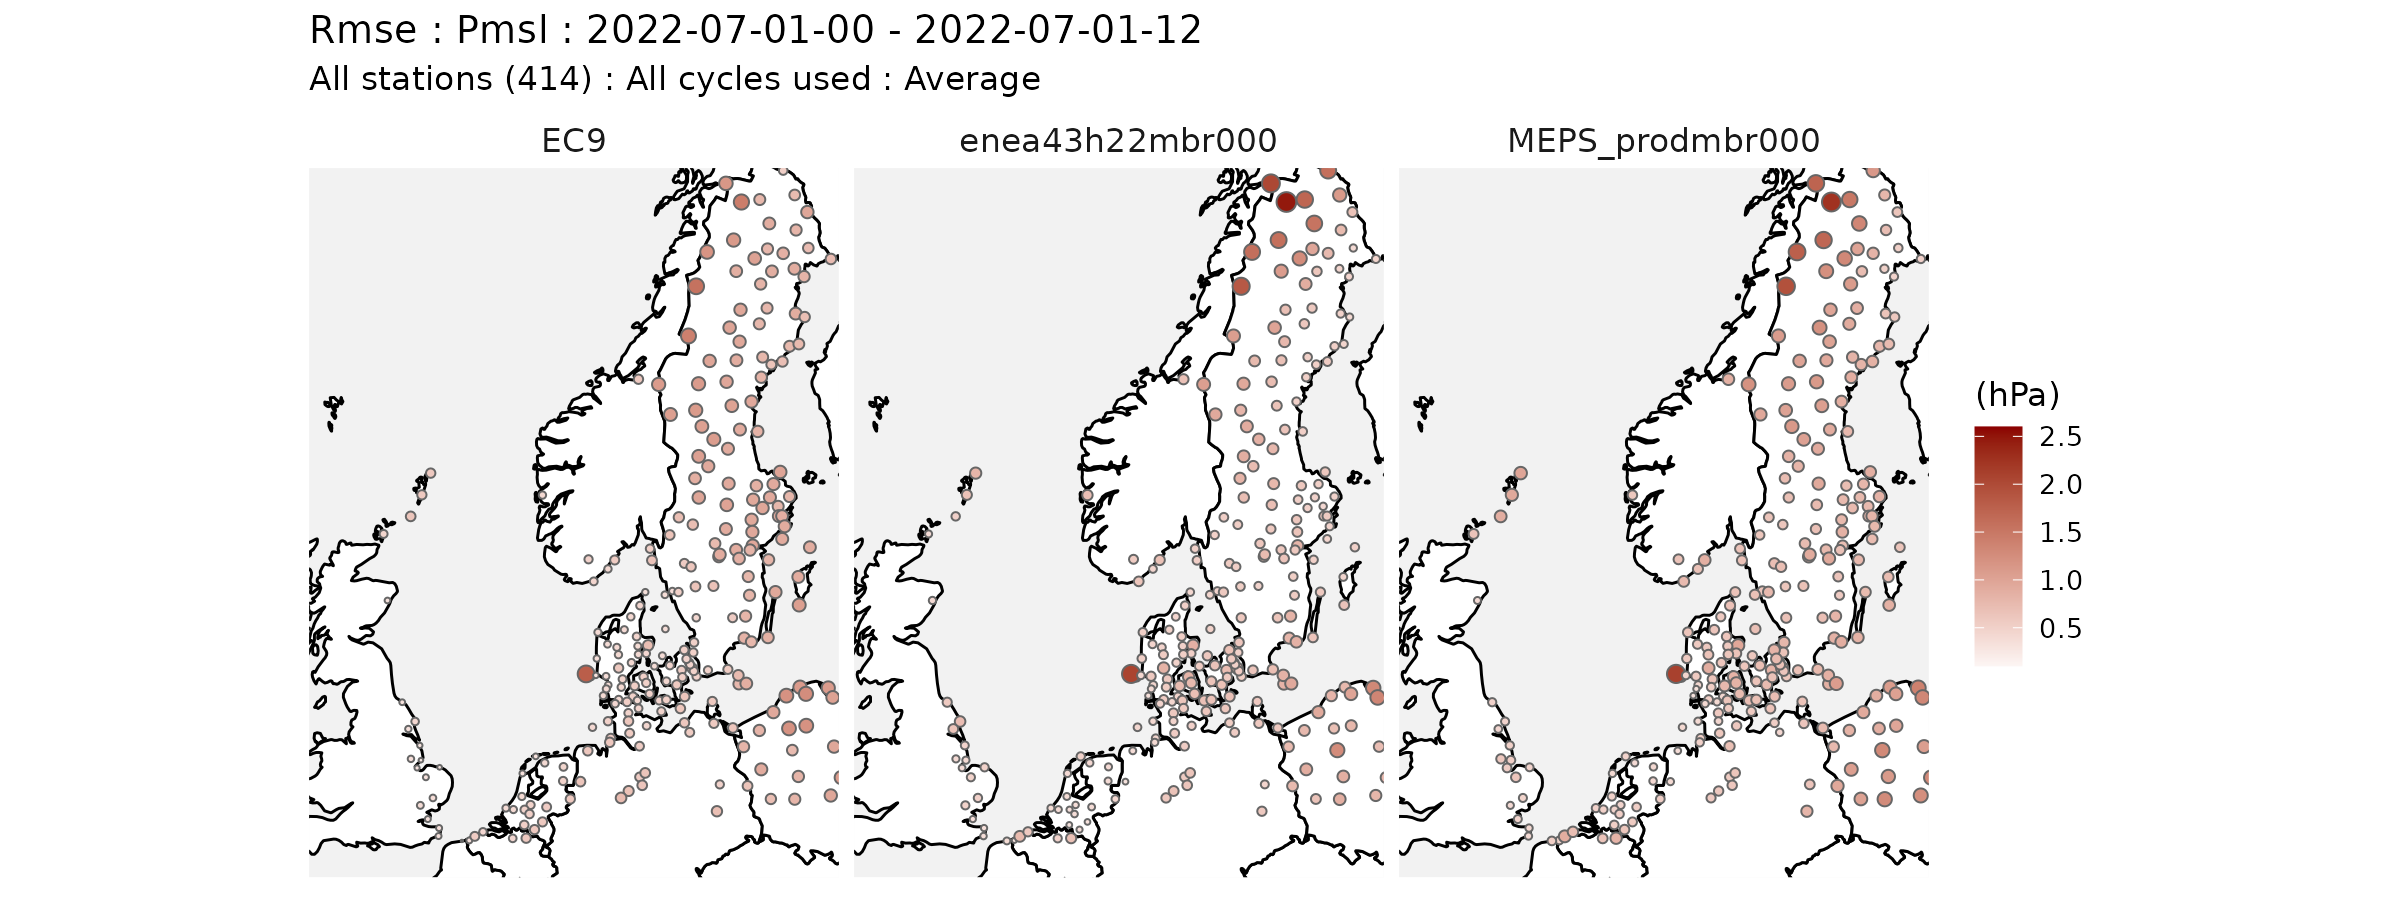 Rmse : Pmsl : 2022-07-01-00 - 2022-07-01-12
All stations (414) : All cycles used : Average
EC9
enea43h22mbr000
MEPS_prodmbr000
(hPa)
2.5
2.0
1.5
1.0
0.5